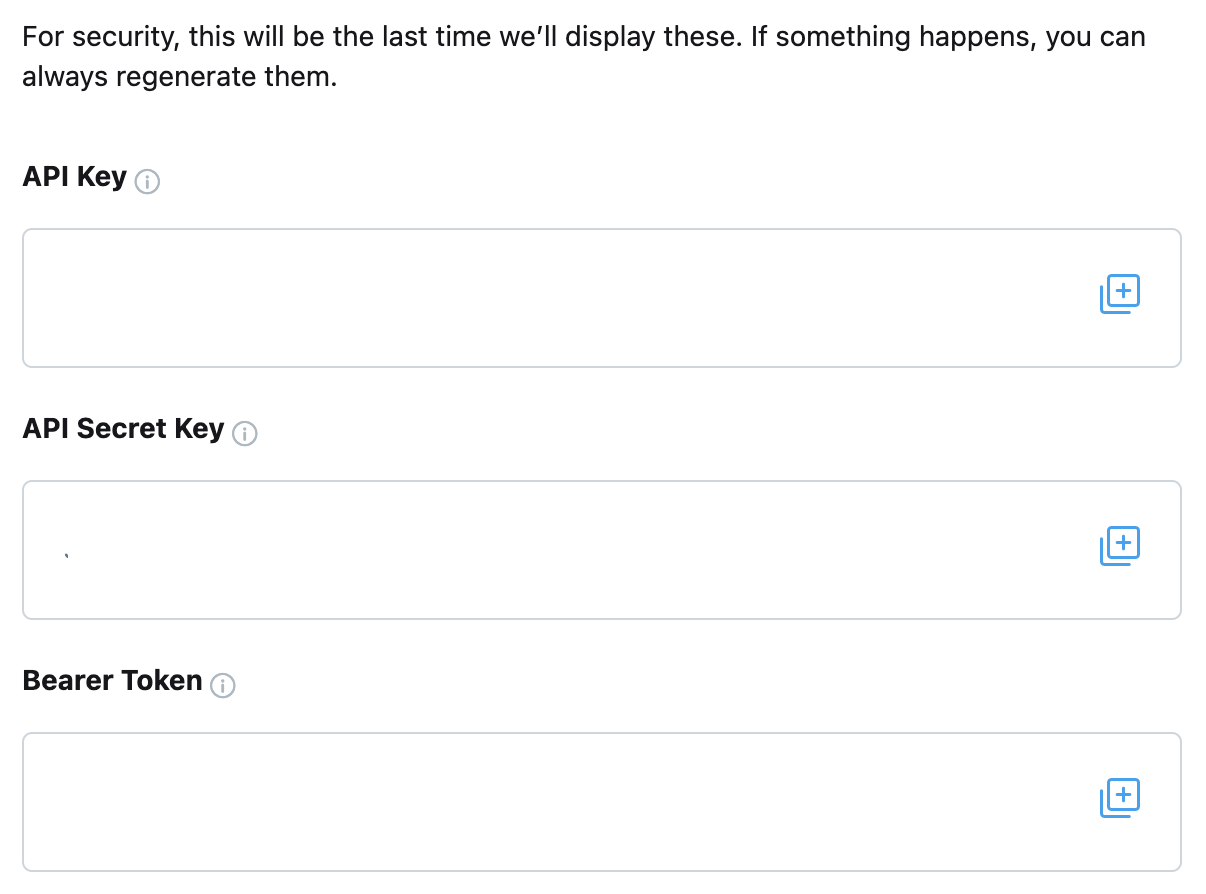 For security, this will be the last time we’ll display these. If something happens, you can
always regenerate them.
API Key
API Secret Key
Bearer Token